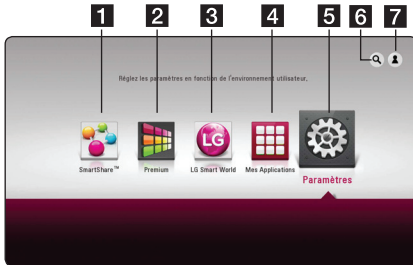 1 2 3 4 5 6 7
Réglez les paramètres en fonction de l'environnement utilisateur.
LG
SmartShare™ Premium LG Smart World Mes Applications Paramètres